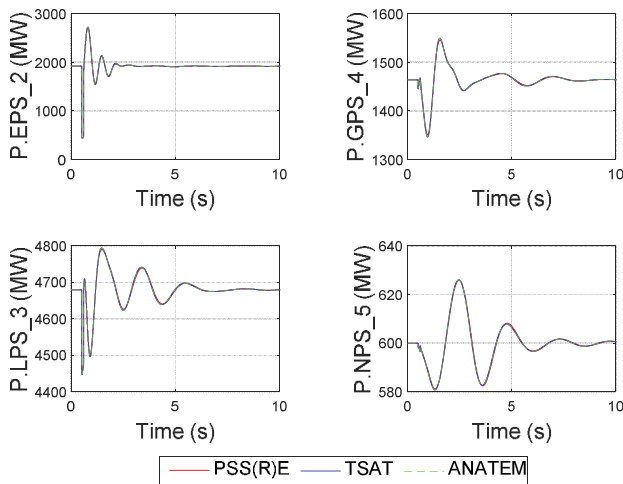 P.EPS_2 (MW)
3000
2000
1000
0
0
5
10
Time (s)
P.GPS_4 (MW)
1600
1500
1400
1300
0
5
10
Time (s)
P.LPS_3 (MW)
4800
4700
4600
4500
4400
0
5
10
Time (s)
P.NPS_5 (MW)
640
620
600
580
0
5
10
Time (s)
PSS(R)E
TSAT
ANATEM